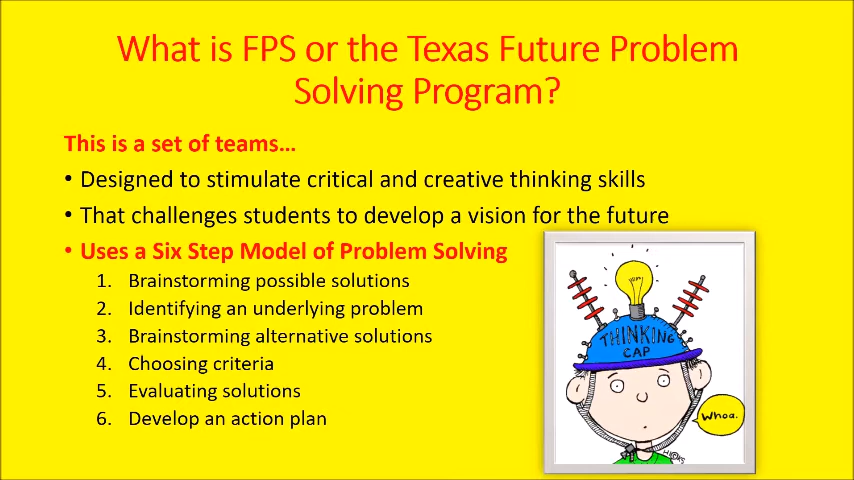 What is FPS or the Texas Future Problem
Solving Program?
This is a set of teams…
• Designed to stimulate critical and creative thinking skills
• That challenges students to develop a vision for the future
• Uses a Six Step Model of Problem Solving
1. Brainstorming possible solutions
2. Identifying an underlying problem
3. Brainstorming alternative solutions
4. Choosing criteria
5. Evaluating solutions
6. Develop an action plan
THINKING
CAP
Whoa.